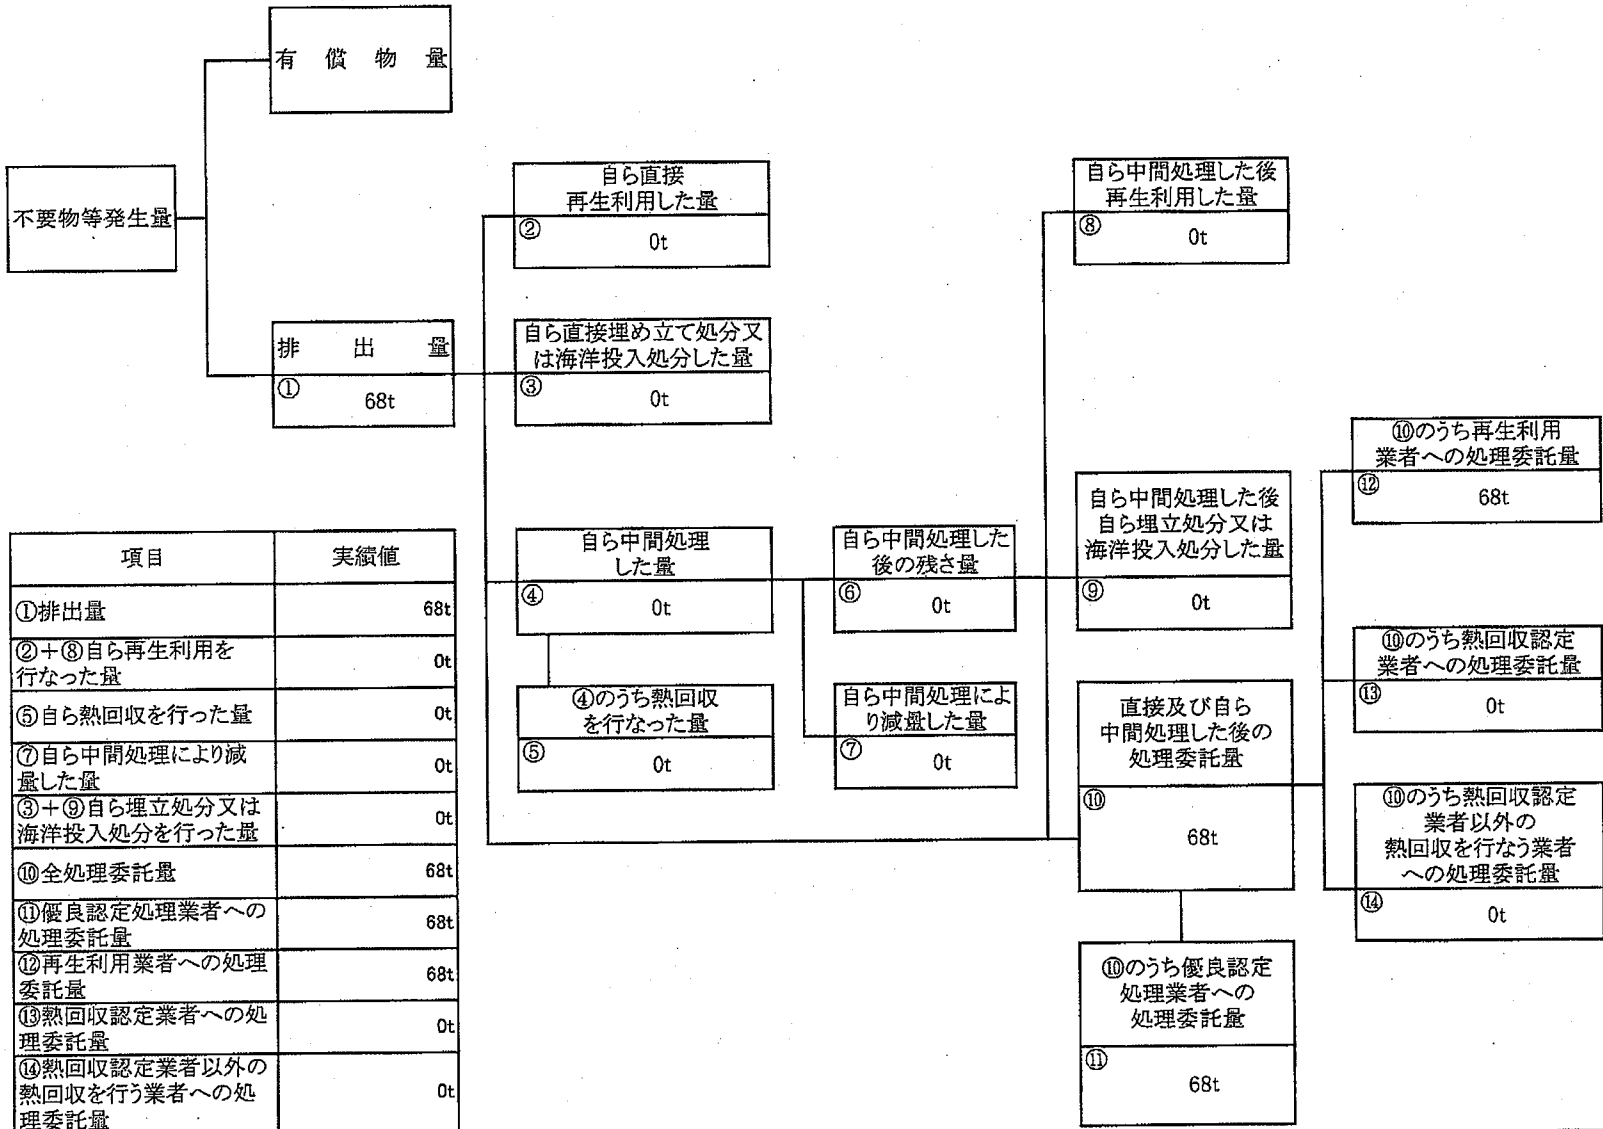 有償物量
不要物等発生量
排出量
①
68t
自ら直接
再生利用した量
②
0t
自ら直接埋め立て処分又
は海洋投入処分した量
③
0t
自ら中間処理
した量
④
0t
④のうち熱回収
を行なった量
⑤
0t
自ら中間処理した
後の残さ量
⑥
0t
自ら中間処理によ
り減量した量
⑦
0t
自ら中間処理した後
再生利用した量
⑧
0t
自ら中間処理した後
自ら埋立処分又は
海洋投入処分した量
⑨
0t
直接及び自ら
中間処理した後の
処理委託量
⑩
68t
⑩のうち優良認定
処理業者への
処理委託量
⑪
68t
⑩のうち再生利用
業者への処理委託量
⑫
68t
⑩のうち熱回収認定
業者への処理委託量
⑬
0t
⑩のうち熱回収認定
業者以外の
熱回収を行なう業者
への処理委託量
⑭
0t
項目 実績値
①排出量 68t
②+⑧自ら再生利用を
行なった量 0t
⑤自ら熱回収を行った量 0t
⑦自ら中間処理により減
量した量 0t
③+⑨自ら埋立処分又は
海洋投入処分を行った量 0t
⑩全処理委託量 68t
⑪優良認定処理業者への
処理委託量 68t
⑫再生利用業者への処理
委託量 68t
⑬熱回収認定業者への処
理委託量 0t
⑭熱回収認定業者以外の
熱回収を行う業者への処
理委託量 0t